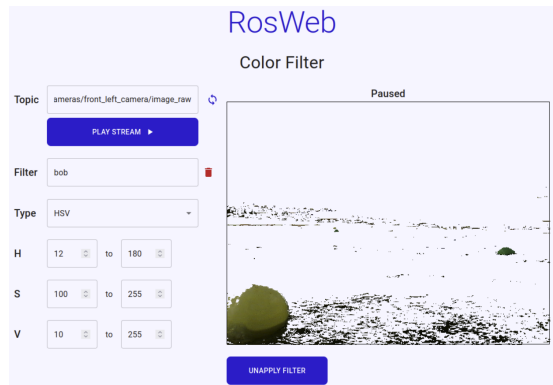 RosWeb
Color Filter
Topic
ameras/front_left_camera/image_raw
Paused
PLAY STREAM
Filter
bob
Type
HSV
H
12 to 180
S
100 to 255
V
10 to 255
UNAPPLY FILTER